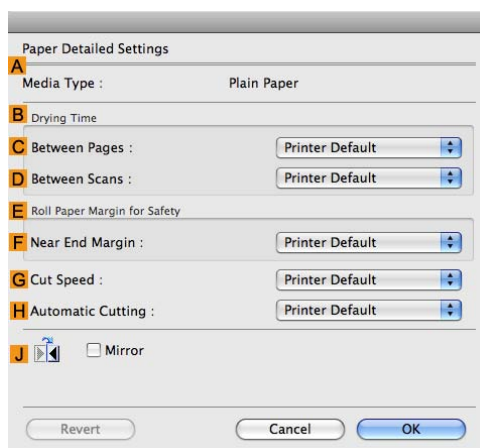 Paper Detailed Settings
A
Media Type : Plain Paper
B Drying Time
C Between Pages : Printer Default
D Between Scans : Printer Default
E Roll Paper Margin for Safety
F Near End Margin : Printer Default
G Cut Speed : Printer Default
H Automatic Cutting : Printer Default
J Mirror
Revert Cancel OK